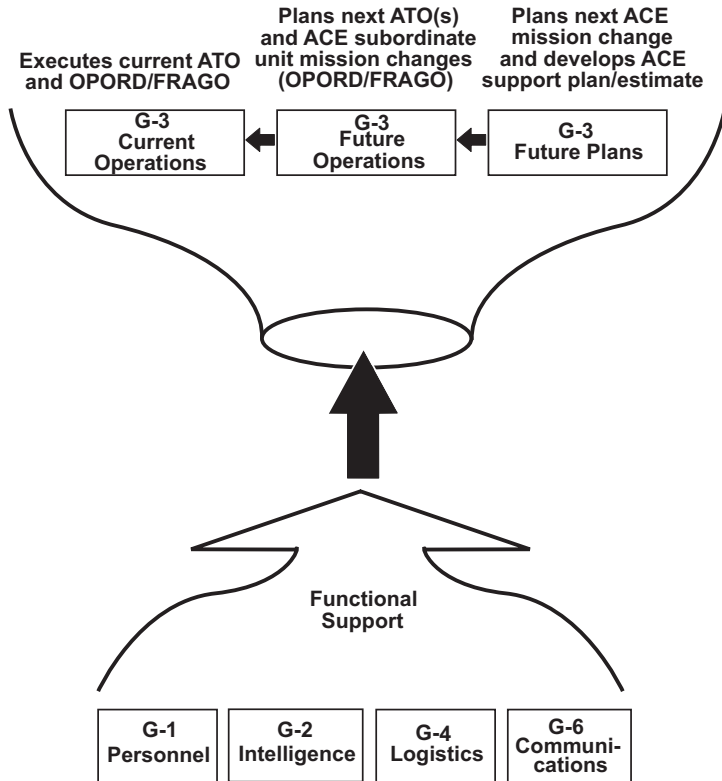 Executes current ATO
and OPORD/FRAGO
Plans next ATO(s)
and ACE subordinate
unit mission changes
(OPORD/FRAGO)
Plans next ACE
mission change
and develops ACE
support plan/estimate
G-3
Current
Operations
G-3
Future
Operations
G-3
Future Plans
Functional
Support
G-1
Personnel
G-2
Intelligence
G-4
Logistics
G-6
Communi-
cations